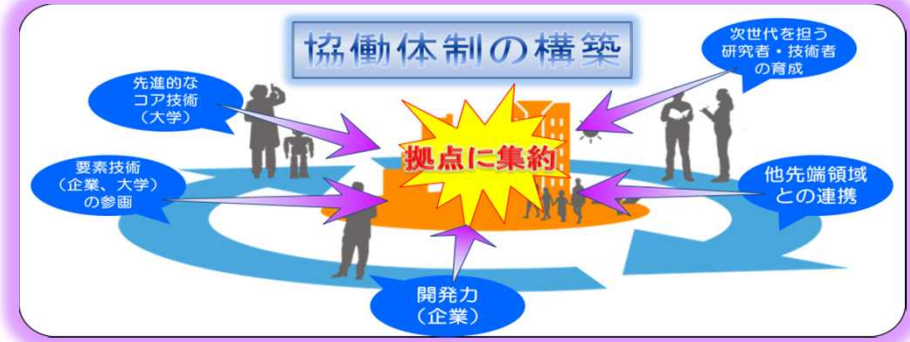 協働体制の構築
先進的な
コア技術
(大学)
次世代を担う
研究者・技術者
の育成
拠点に集約
要素技術
(企業、大学)
の参画
他先端領域
との連携
開発力
(企業)